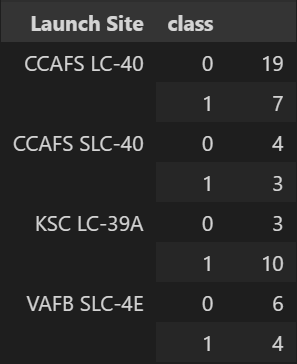 Launch Site class
CCAFS LC-40 0 19
1 7
CCAFS SLC-40 0 4
1 3
KSC LC-39A 0 3
1 10
VAFB SLC-4E 0 6
1 4